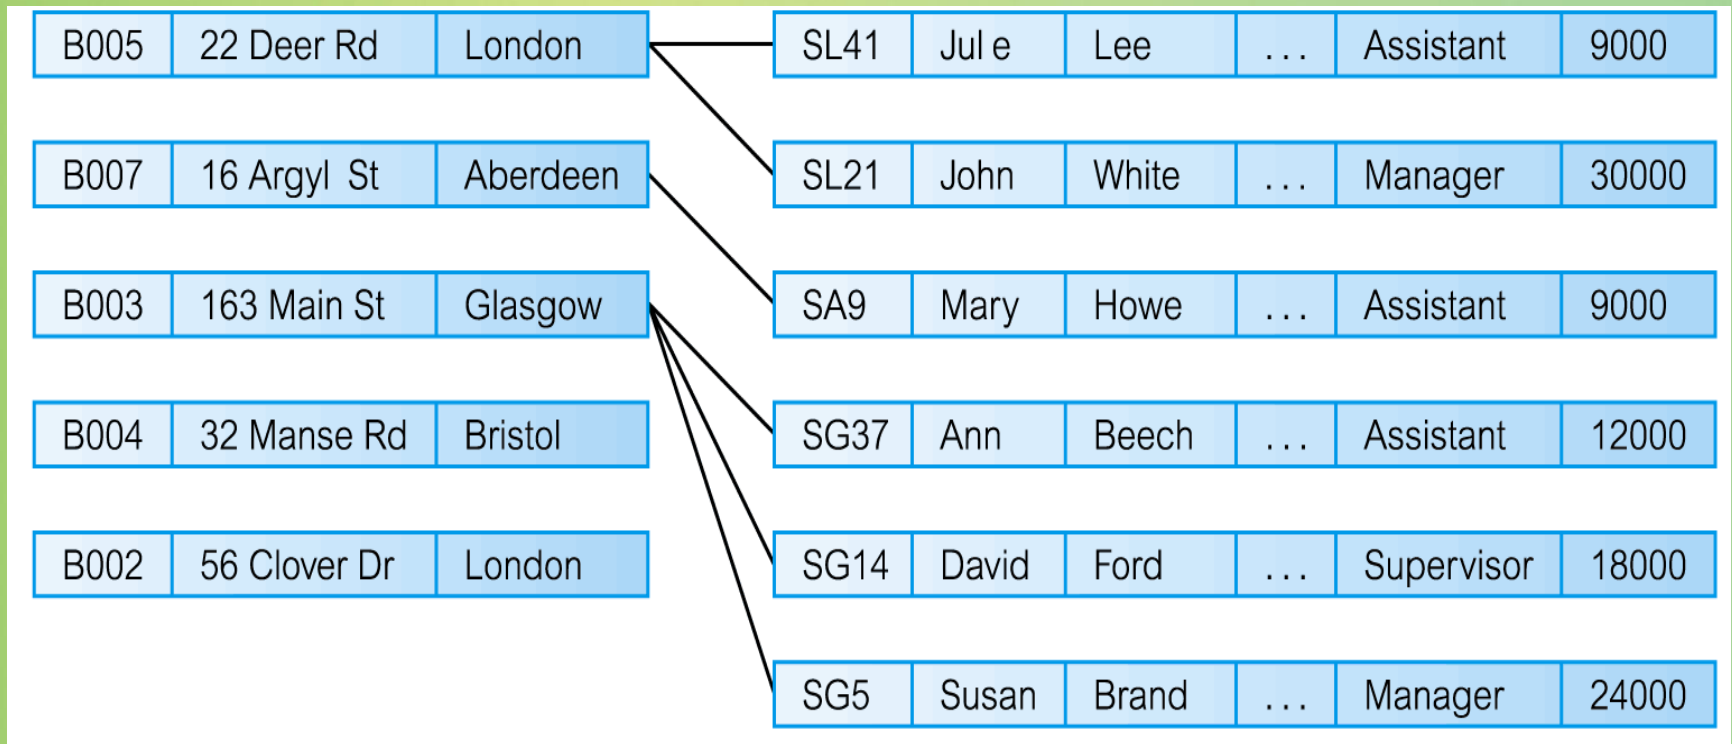 B005 22 Deer Rd London SL41 Jul e Lee ... Assistant 9000
B007 16 Argyl St Aberdeen SL21 John White ... Manager 30000
B003 163 Main St Glasgow SA9 Mary Howe ... Assistant 9000
B004 32 Manse Rd Bristol SG37 Ann Beech ... Assistant 12000
B002 56 Clover Dr London SG14 David Ford ... Supervisor 18000
SG5 Susan Brand ... Manager 24000